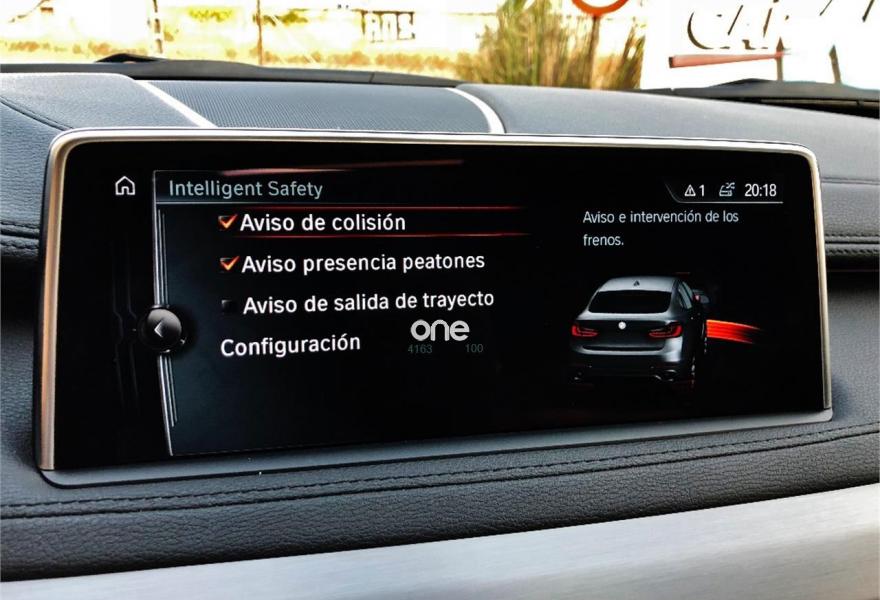 Intelligent Safety
1
20:18
Aviso de colisión
Aviso presencia peatones
Aviso de salida de trayecto
Configuración
Aviso e intervención de los
frenos.
one
4163 100